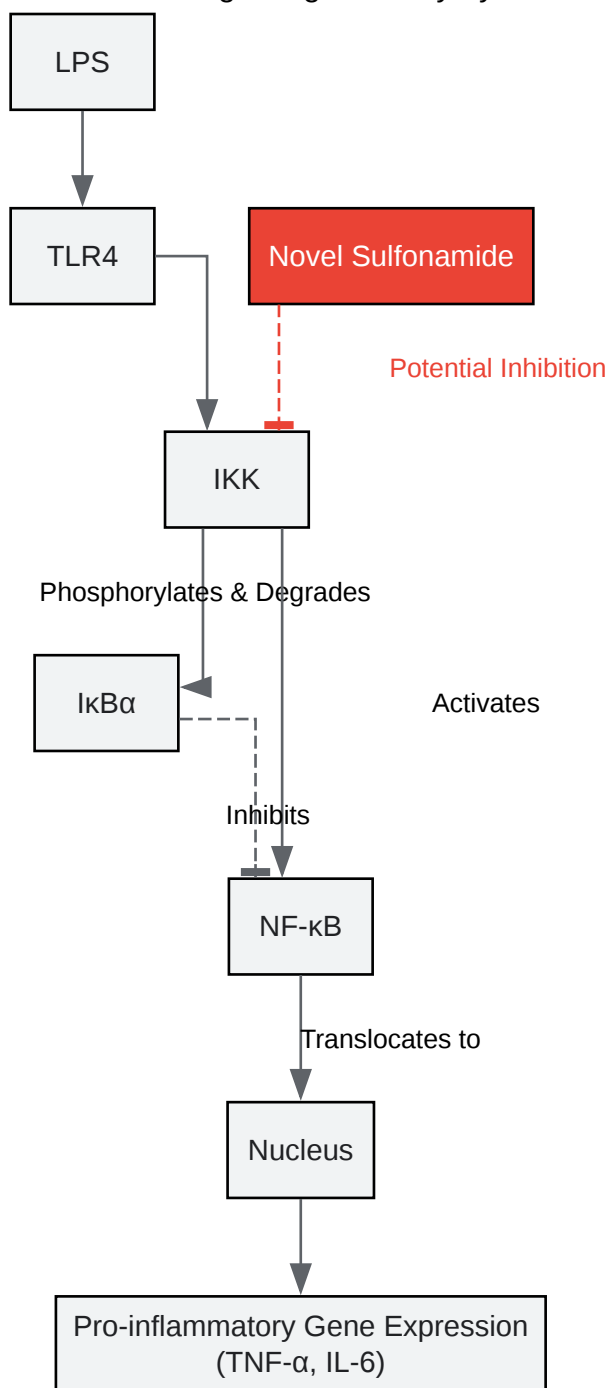 LPS
TLR4
Novel Sulfonamide
Potential Inhibition
IKK
Phosphorylates & Degrades
IκBα
Activates
Inhibits
NF-κB
Translocates to
Nucleus
Pro-inflammatory Gene Expression
(TNF-α, IL-6)